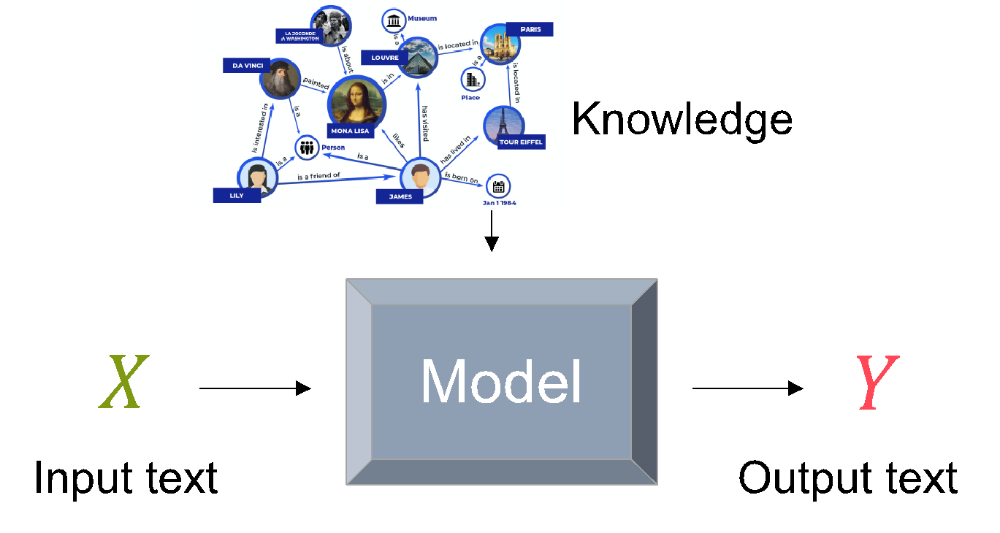 LA JOCONDE
A WASHINGTON
Museum
PARIS
is a
is located in
LOUVRE
is about
is a
DA VINCI
painted
is in
Place
is located in
Knowledge
is interested in
is a
MONA LISA
has visited
TOUR EIFFEL
likes
Person
is a
is a
has lived in
is a friend of
is born on
LILY
JAMES
Jan 1 1984
Model
X
Y
Input text
Output text